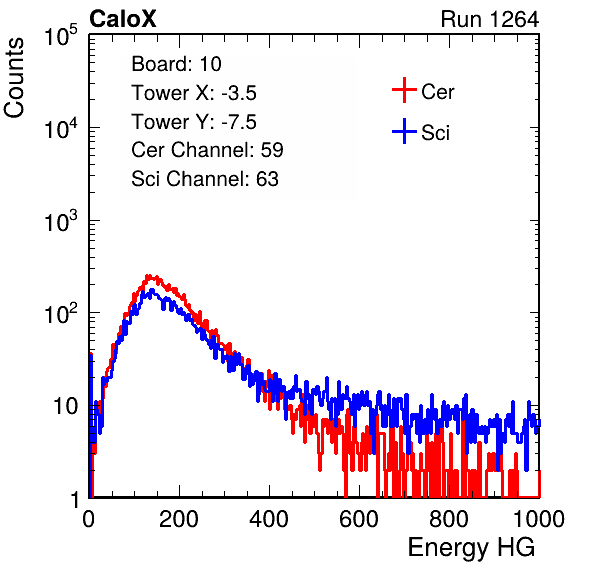 CaloX Run 1264
Counts
10^5
10^4
10^3
10^2
10
1
Board: 10
Tower X: -3.5
Tower Y: -7.5
Cer Channel: 59
Sci Channel: 63
Cer
Sci
0 200 400 600 800 1000
Energy HG